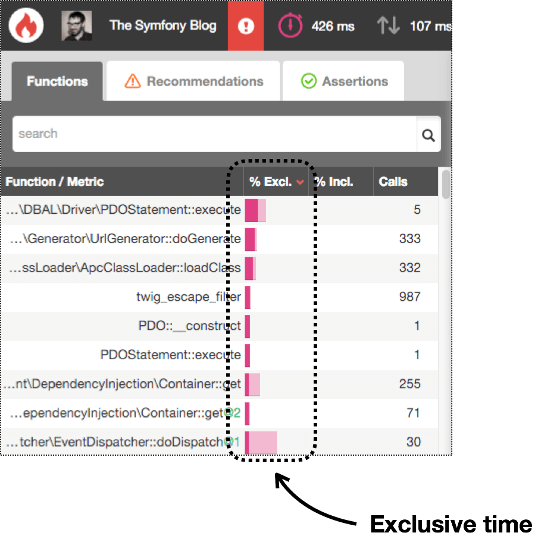 The Symfony Blog
426 ms
107 ms
Functions
Recommendations
Assertions
search
Function / Metric % Excl. % Incl. Calls
...\DBAL\Driver\PDOStatement::execute 5
...\Generator\UrlGenerator::doGenerate 333
...ssLoader\ApcClassLoader::loadClass 332
twig_escape_filter 987
PDO::__construct 1
PDOStatement::execute 1
...nt\DependencyInjection\Container::get 255
...ependencyInjection\Container::get@2 71
...tcher\EventDispatcher::doDispatch@1 30
Exclusive time